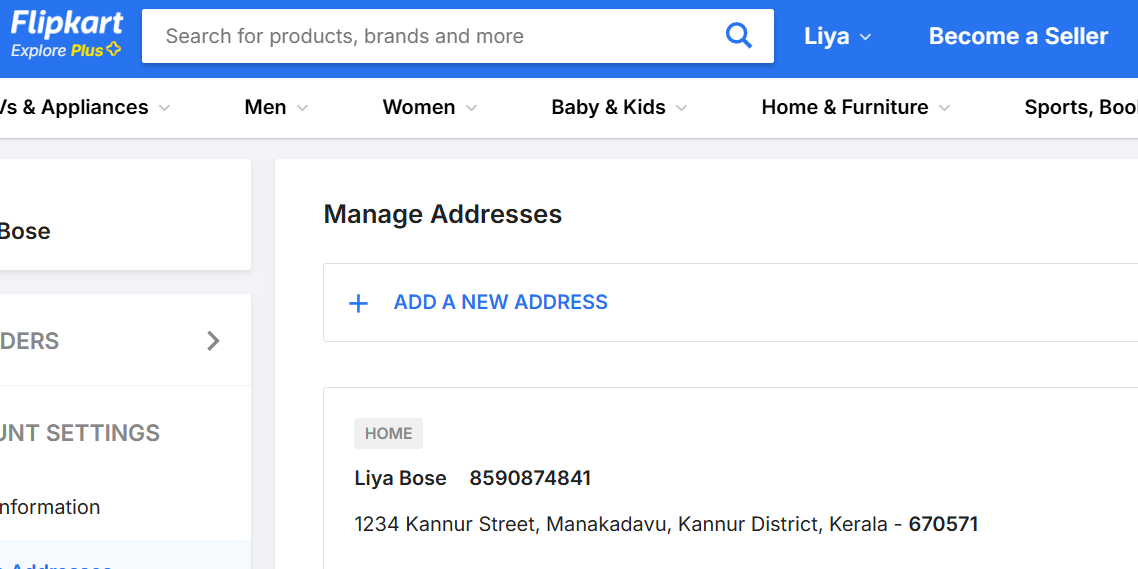 Flipkart
Explore Plus
Search for products, brands and more
Liya
Become a Seller
Vs & Appliances
Men
Women
Baby & Kids
Home & Furniture
Sports, Boo
Bose
Manage Addresses
ADD A NEW ADDRESS
DERS
UNT SETTINGS
nformation
Addresses
HOME
Liya Bose 8590874841
1234 Kannur Street, Manakadavu, Kannur District, Kerala - 670571